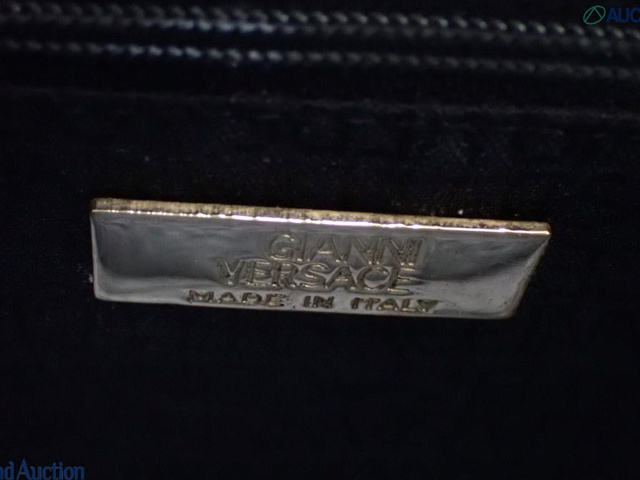 AUC
GIANNI
VERSACE
MADE IN ITALY
nd Auction